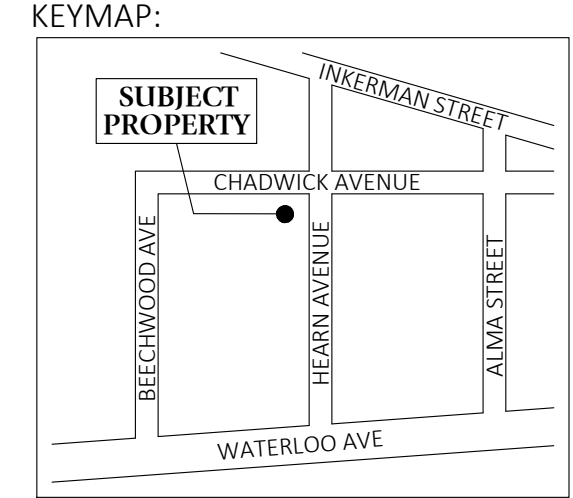 KEYMAP:
INKERMAN STREET
SUBJECT
PROPERTY
CHADWICK AVENUE
BEECHWOOD AVE
HEARN AVENUE
ALMA STREET
WATERLOO AVE